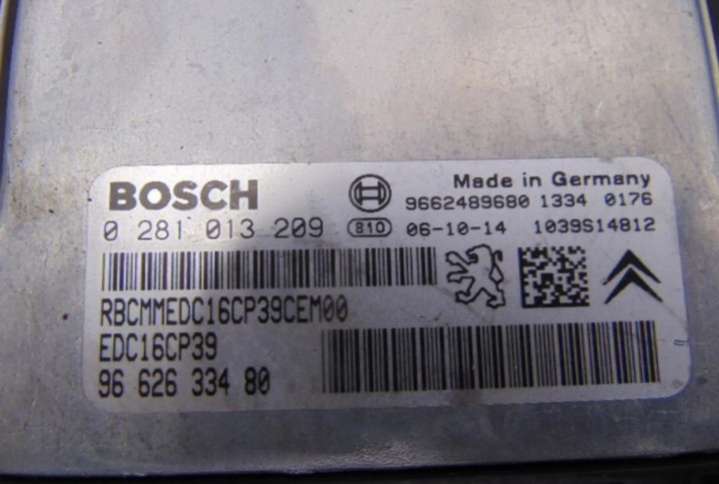 BOSCH
Made in Germany
9662489680 1334 0176
0 281 013 209 810 06-10-14 1039S14812
RBCMMEDC16CP39CEM00
EDC16CP39
96 626 334 80